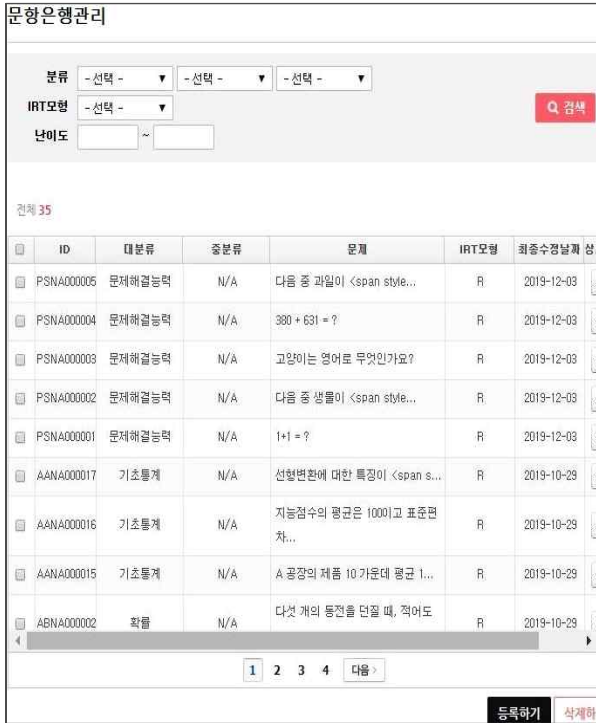 문항은행관리
분류 - 선택 - ▼ - 선택 - ▼ - 선택 - ▼
IRT모형 - 선택 - ▼
검색
난이도 ~
전체 35
ID 대분류 중분류 문제 IRT모형 최종수정날짜 상
PSNA000005 문제해결능력 N/A 다음 중 과일이 <span style... R 2019-12-03
PSNA000004 문제해결능력 N/A 380 + 631 = ? R 2019-12-03
PSNA000003 문제해결능력 N/A 고양이는 영어로 무엇인가요? R 2019-12-03
PSNA000002 문제해결능력 N/A 다음 중 생물이 <span style... R 2019-12-03
PSNA000001 문제해결능력 N/A 1+1 = ? R 2019-12-03
AANA000017 기초통계 N/A 선형변환에 대한 특징이 <span s... R 2019-10-29
AANA000016 기초통계 N/A 지능점수의 평균은 100이고 표준편
차... R 2019-10-29
AANA000015 기초통계 N/A A 공장의 제품 10 가운데 평균 1... R 2019-10-29
ABNA000002 확률 N/A 다섯 개의 동전을 던질 때, 적어도 R 2019-10-29
1 2 3 4 다음 >
등록하기 삭제하